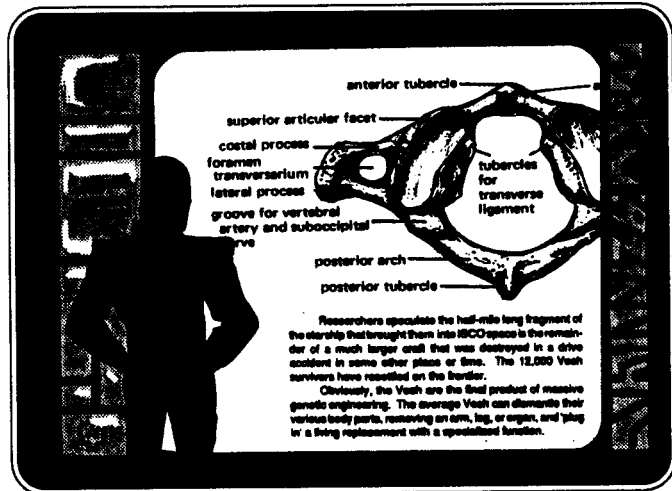 anterior tubercle
a
superior articular facet
costal process
foramen
transversarium
lateral process
groove for vertebral
artery and suboccipital
nerve
tubercles
for
transverse
ligament
posterior arch
posterior tubercle
Researchers speculate the half-mile long fragment of
the starship that brought them into ISCO space is the remain-
der of a much larger craft that was destroyed in a drive
accident in some other place or time. The 12,000 Vesh
survivors have resettled on the frontier.
Obviously, the Vesh are the final product of massive
genetic engineering. The average Vesh can dismantle their
various body parts, removing an arm, leg, or organ, and 'plug
in' a living replacement with a specialized function.